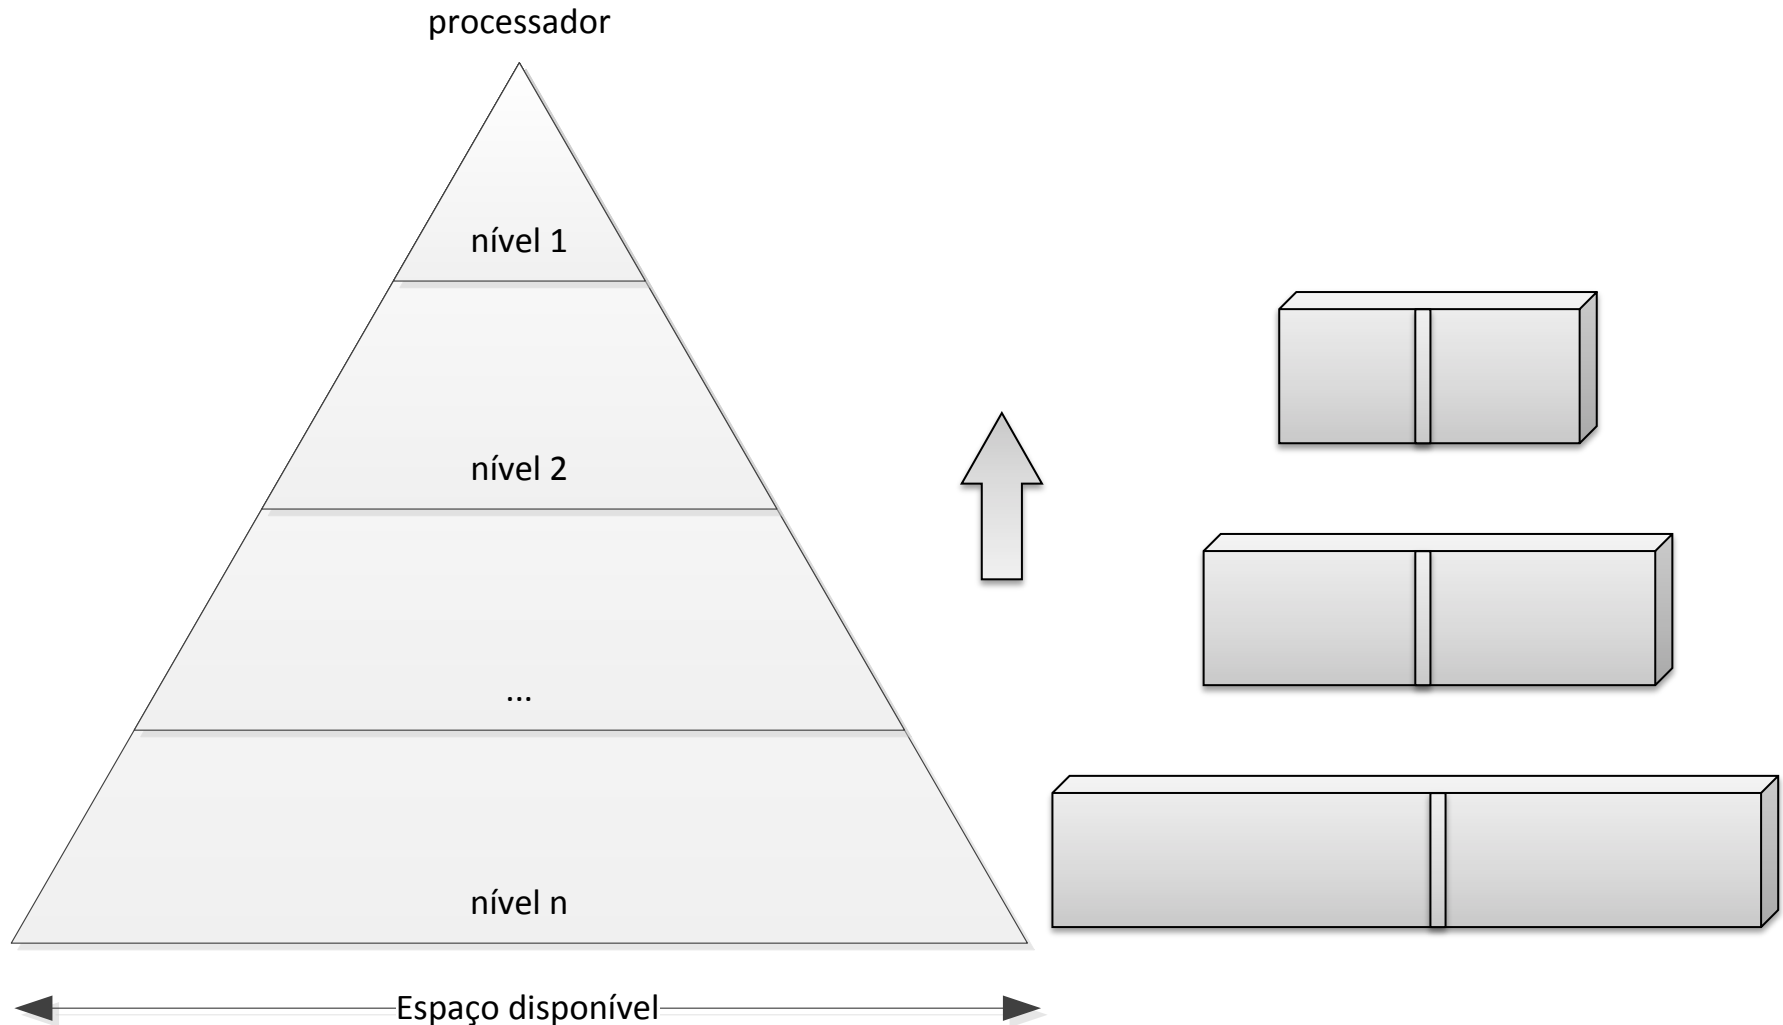 processador
nível 1
nível 2
...
nível n
Espaço disponível